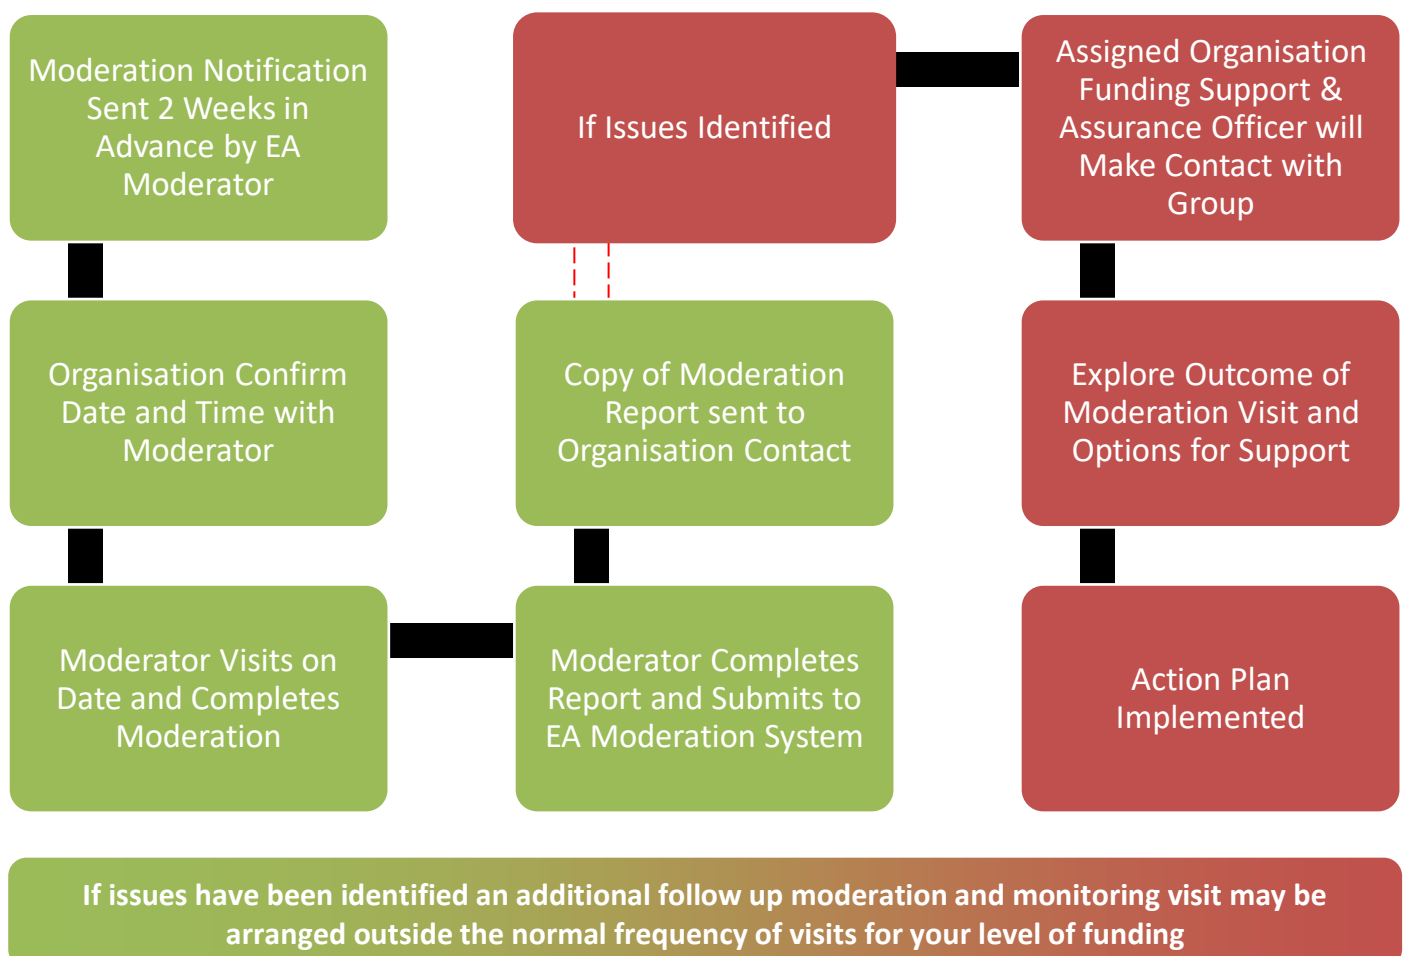 Moderation Notification
Sent 2 Weeks in
Advance by EA
Moderator
Organisation Confirm
Date and Time with
Moderator
Moderator Visits on
Date and Completes
Moderation
Moderator Completes
Report and Submits to
EA Moderation System
Copy of Moderation
Report sent to
Organisation Contact
If Issues Identified
Assigned Organisation
Funding Support &
Assurance Officer will
Make Contact with
Group
Explore Outcome of
Moderation Visit and
Options for Support
Action Plan
Implemented
If issues have been identified an additional follow up moderation and monitoring visit may be
arranged outside the normal frequency of visits for your level of funding